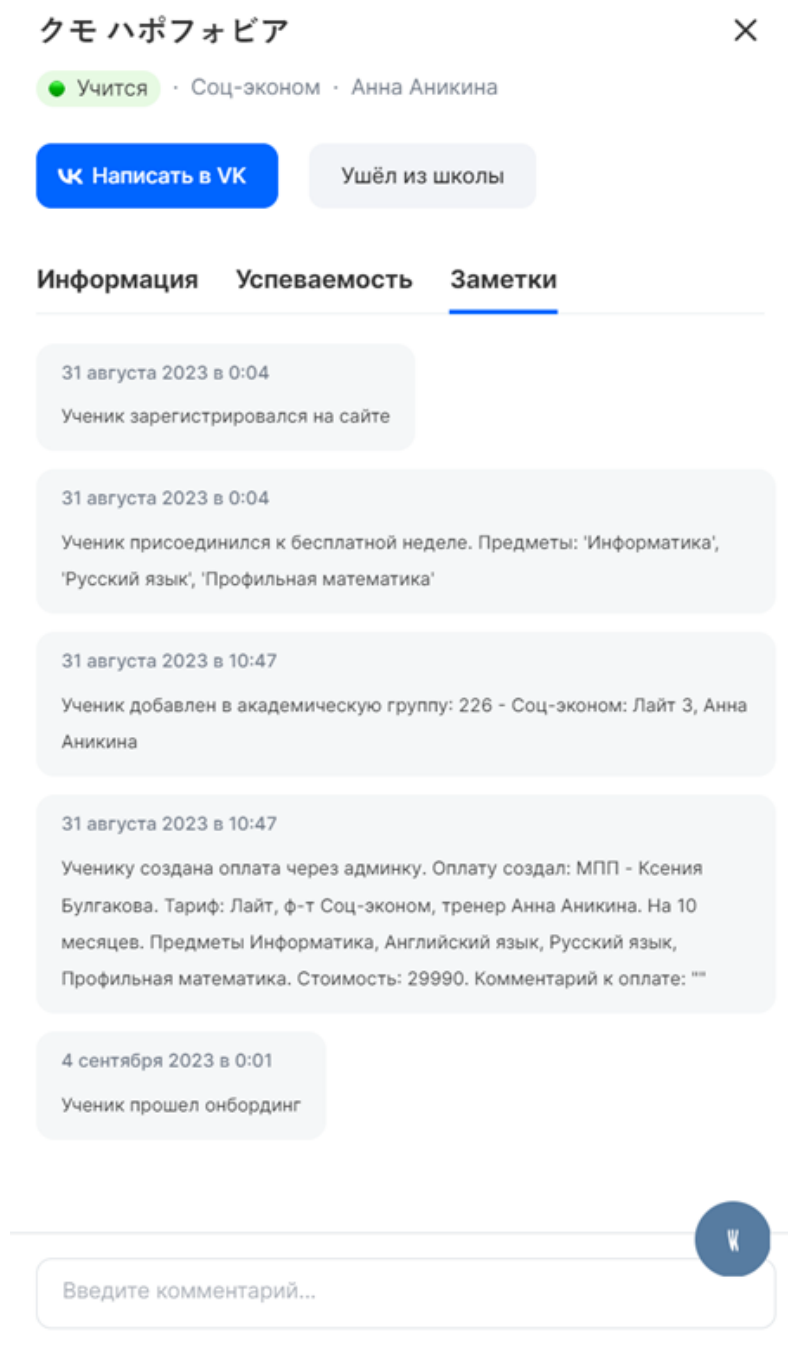 クモ ハポフォビア
Учится · Соц-эконом · Анна Аникина
Написать в VK
Ушёл из школы
Информация Успеваемость Заметки
31 августа 2023 в 0:04
Ученик зарегистрировался на сайте
31 августа 2023 в 0:04
Ученик присоединился к бесплатной неделе. Предметы: 'Информатика',
'Русский язык', 'Профильная математика'
31 августа 2023 в 10:47
Ученик добавлен в академическую группу: 226 - Соц-эконом: Лайт 3, Анна
Аникина
31 августа 2023 в 10:47
Ученику создана оплата через админку. Оплату создал: МПП - Ксения
Булгакова. Тариф: Лайт, ф-т Соц-эконом, тренер Анна Аникина. На 10
месяцев. Предметы Информатика, Английский язык, Русский язык,
Профильная математика. Стоимость: 29990. Комментарий к оплате: ""
4 сентября 2023 в 0:01
Ученик прошел онбординг
Введите комментарий...